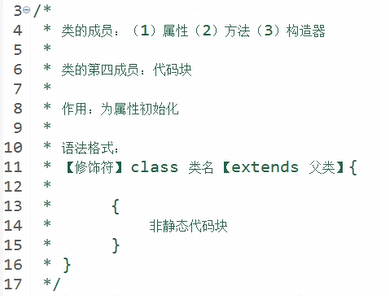 3 /*
4 * 类的成员：（1）属性（2）方法（3）构造器
5 *
6 * 类的第四成员：代码块
7 *
8 * 作用：为属性初始化
9 *
10 * 语法格式：
11 * 【修饰符】class 类名【extends 父类】{
12 *
13 * {
14 * 非静态代码块
15 * }
16 * }
17 */